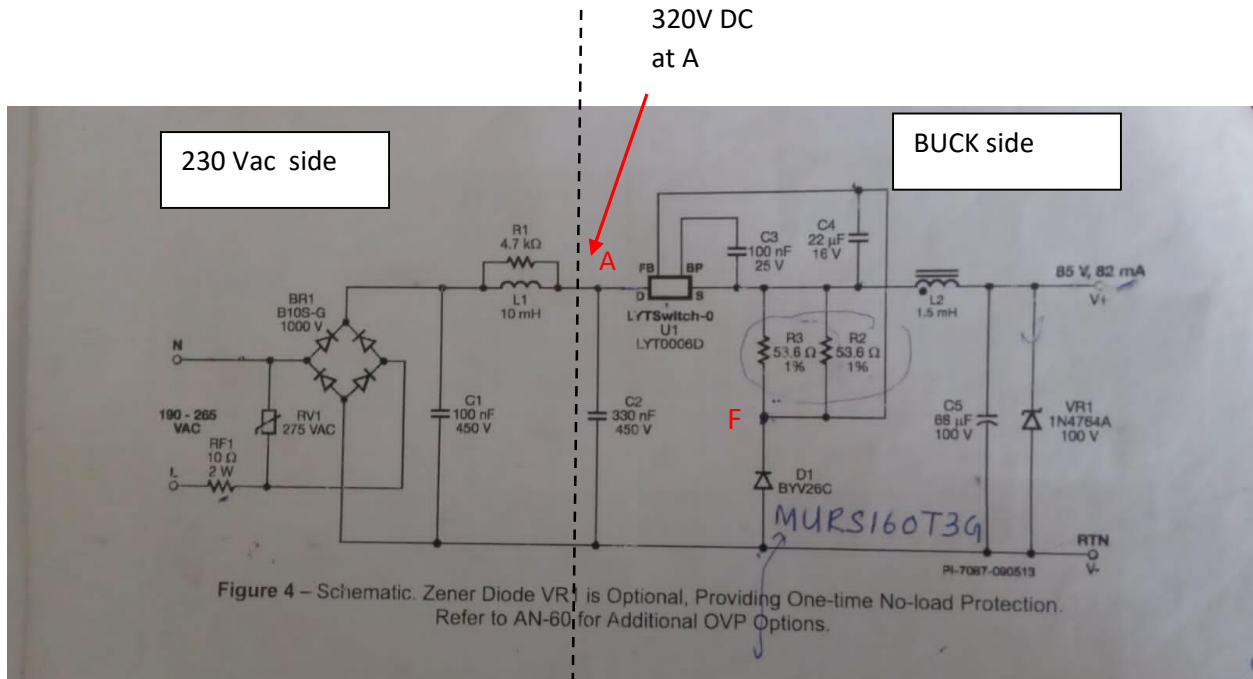 320V DC
at A
230 Vac side
BUCK side
R1
4.7 kΩ
A
L1
10 mH
FB
BP
D
S
LYTSwitch-0
U1
LYT0006D
C3
100 nF
25 V
C4
22 µF
16 V
85 V, 82 mA
V+
L2
1.5 mH
BR1
B10S-G
1000 V
N
190 - 265
VAC
RV1
275 VAC
RF1
10 Ω
2 W
L
C1
100 nF
450 V
C2
330 nF
450 V
R3
53.6 Ω
1%
R2
53.6 Ω
1%
F
D1
BYV26C
C5
68 µF
100 V
VR1
1N4764A
100 V
MURS160T3G
RTN
V-
PI-7087-090513
Figure 4 – Schematic. Zener Diode VR1 is Optional, Providing One-time No-load Protection.
Refer to AN-60 for Additional OVP Options.